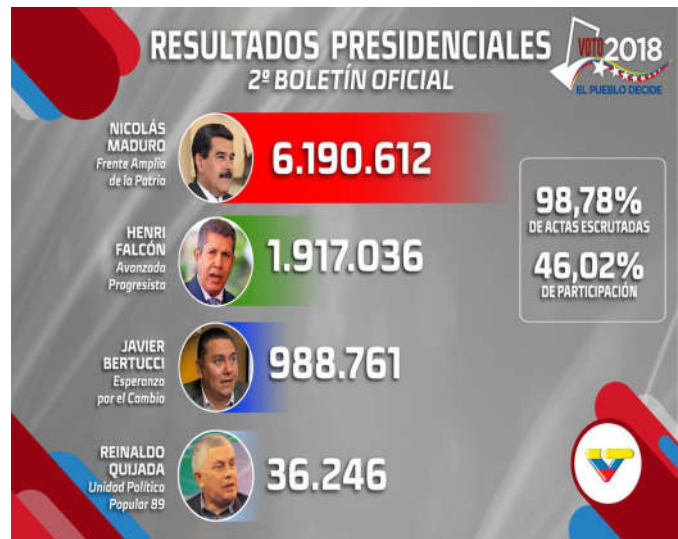 RESULTADOS PRESIDENCIALES
2º BOLETÍN OFICIAL
VOTO 2018
EL PUEBLO DECIDE
NICOLÁS
MADURO
Frente Amplio
de la Patria
6.190.612
HENRI
FALCÓN
Avanzada
Progresista
1.917.036
JAVIER
BERTUCCI
Esperanza
por el Cambio
988.761
REINALDO
QUIJADA
Unidad Política
Popular 89
36.246
98,78%
DE ACTAS ESCRUTADAS
46,02%
DE PARTICIPACIÓN